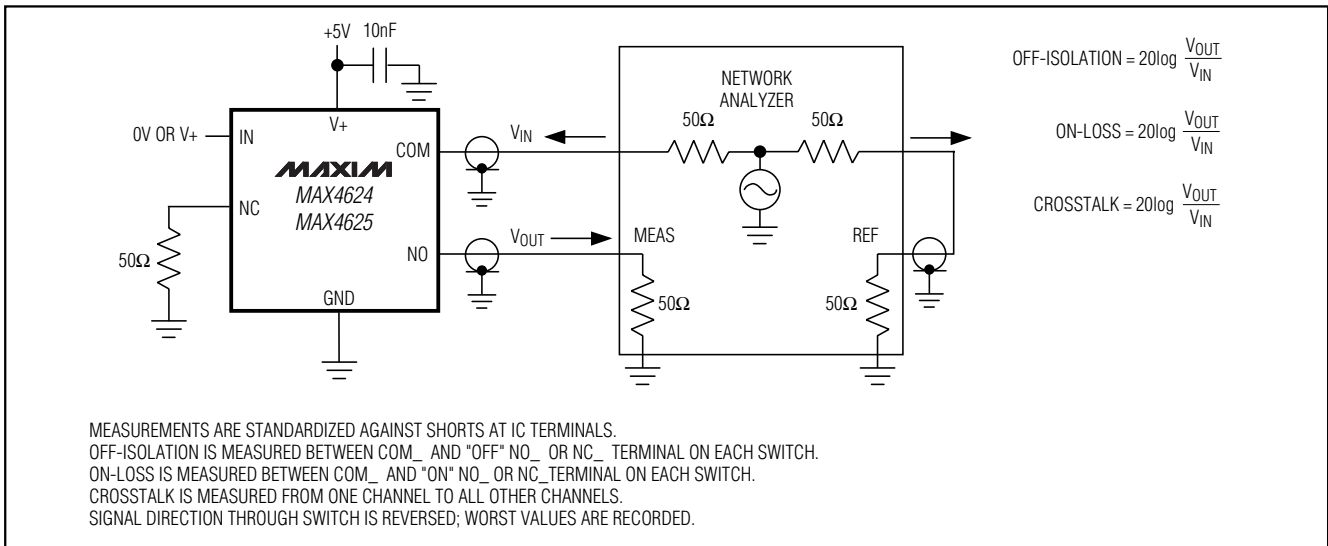 +5V 10nF
V+
0V OR V+
IN
COM
MAXIM
MAX4624
MAX4625
NC
NO
GND
50Ω
VIN
VOUT
NETWORK
ANALYZER
50Ω 50Ω
MEAS REF
50Ω 50Ω
OFF-ISOLATION = 20log VOUT
VIN
ON-LOSS = 20log VOUT
VIN
CROSSTALK = 20log VOUT
VIN
MEASUREMENTS ARE STANDARDIZED AGAINST SHORTS AT IC TERMINALS.
OFF-ISOLATION IS MEASURED BETWEEN COM_ AND "OFF" NO_ OR NC_ TERMINAL ON EACH SWITCH.
ON-LOSS IS MEASURED BETWEEN COM_ AND "ON" NO_ OR NC_TERMINAL ON EACH SWITCH.
CROSSTALK IS MEASURED FROM ONE CHANNEL TO ALL OTHER CHANNELS.
SIGNAL DIRECTION THROUGH SWITCH IS REVERSED; WORST VALUES ARE RECORDED.